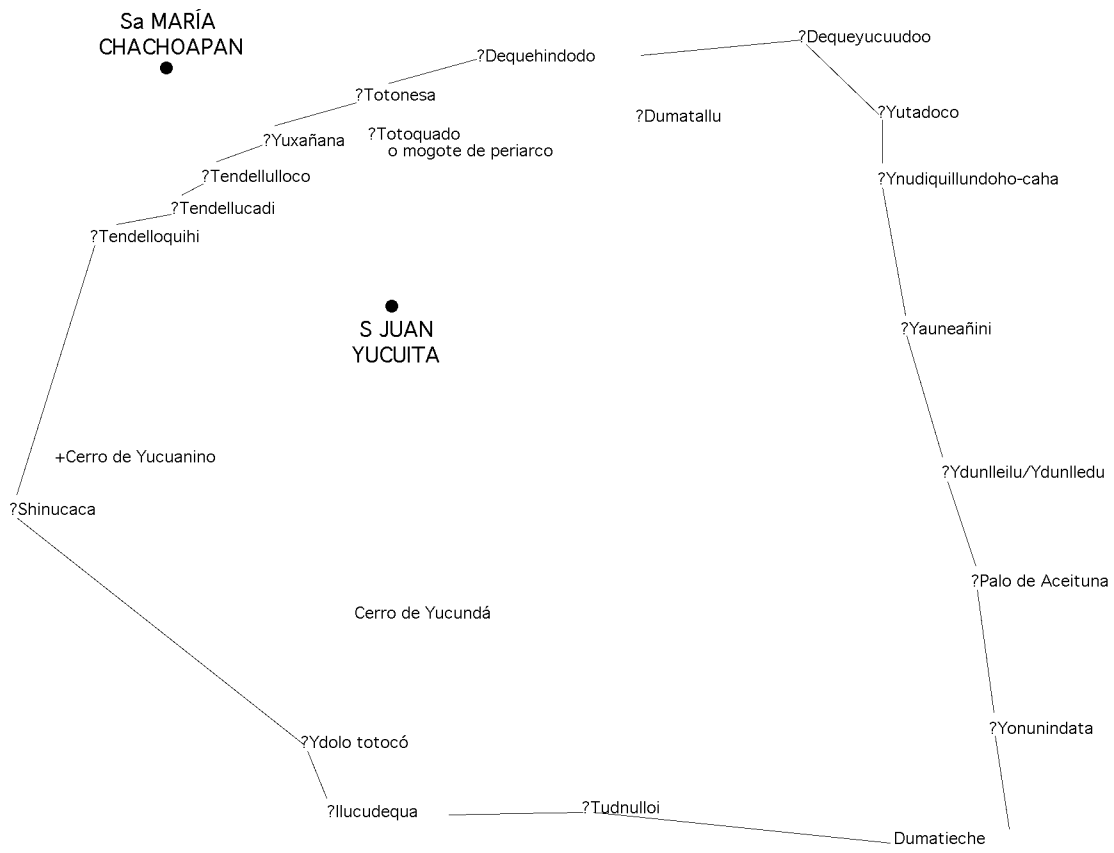 Sa MARÍA
CHACHOAPAN
?Dequeyucuudoo
?Dequehindodo
?Totonesa
?Yutadoco
?Dumatallu
?Totoquado
o mogote de periarco
?Yuxañana
?Tendellulloco
?Ynudiquillundoho-caha
?Tendellucadi
?Tendelloquihi
S JUAN
YUCUITA
?Yauneañini
+Cerro de Yucuanino
?Ydunlleilu/Ydunlledu
?Shinucaca
?Palo de Aceituna
Cerro de Yucundá
?Yonunindata
?Ydolo totocó
?Tudnulloi
?Ilucudequa
Dumatieche